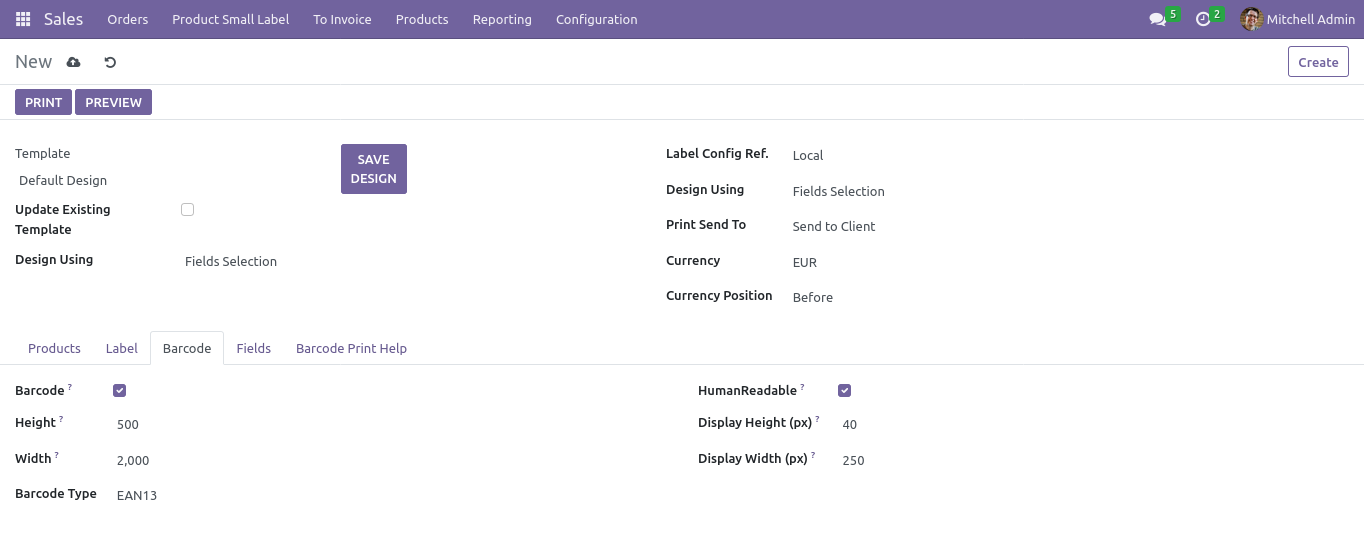 Sales Orders Product Small Label To Invoice Products Reporting Configuration 5 2 Mitchell Admin
New Create
PRINT PREVIEW
Template
Default Design
SAVE
DESIGN
Update Existing
Template
Design Using Fields Selection
Label Config Ref. Local
Design Using Fields Selection
Print Send To Send to Client
Currency EUR
Currency Position Before
Products Label Barcode Fields Barcode Print Help
Barcode ?
Height ? 500
Width ? 2,000
Barcode Type EAN13
HumanReadable ?
Display Height (px) ? 40
Display Width (px) ? 250